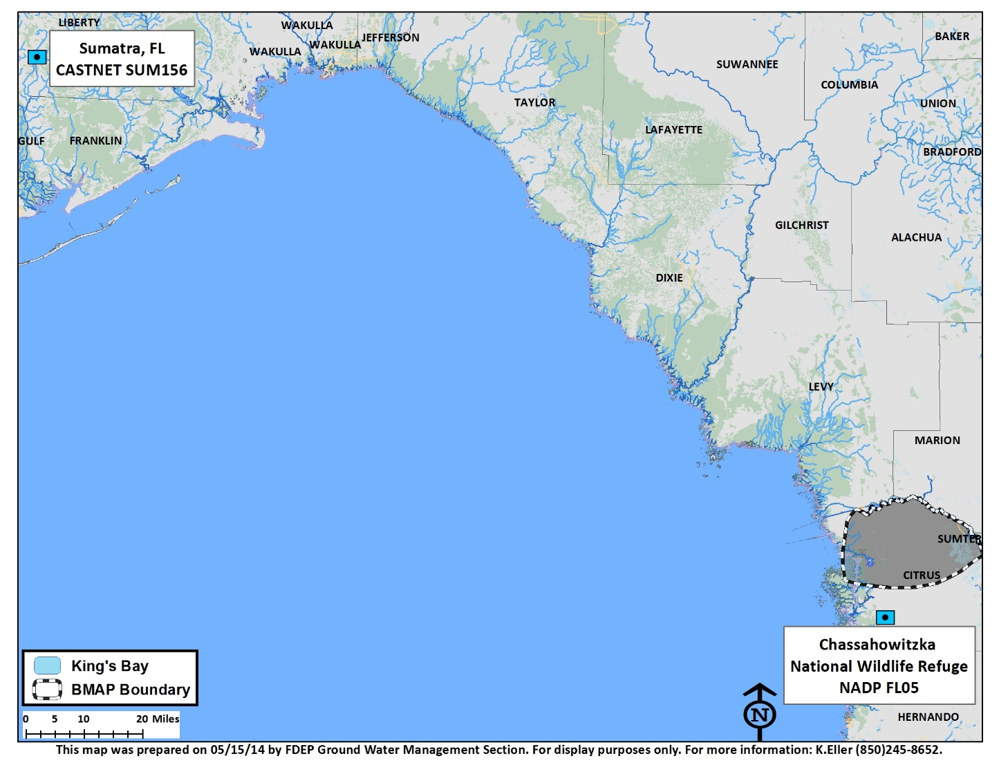 LIBERTY
WAKULLA
JEFFERSON
BAKER
Sumatra, FL
CASTNET SUM156
WAKULLA
WAKULLA
SUWANNEE
COLUMBIA
TAYLOR
UNION
LAFAYETTE
GULF
FRANKLIN
BRADFORD
GILCHRIST
ALACHUA
DIXIE
LEVY
MARION
SUMTER
CITRUS
Chassahowitzka
National Wildlife Refuge
NADP FL05
King's Bay
BMAP Boundary
N
HERNANDO
0 5 10 20 Miles
This map was prepared on 05/15/14 by FDEP Ground Water Management Section. For display purposes only. For more information: K.Eller (850)245-8652.